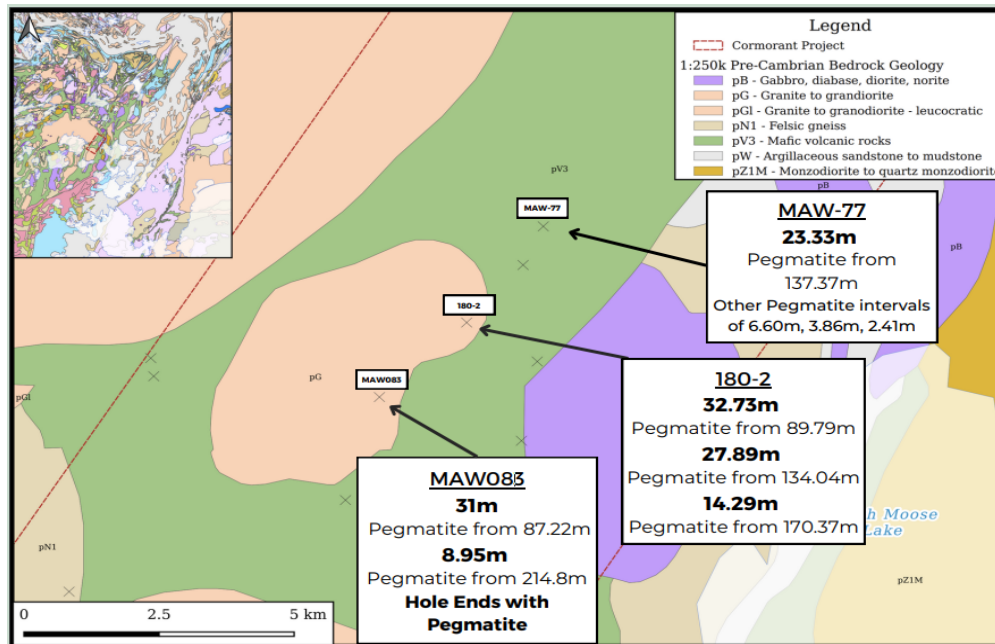 Legend
Cormorant Project
1:250k Pre-Cambrian Bedrock Geology
pB - Gabbro, diabase, diorite, norite
pG - Granite to grandiorite
pGl - Granite to granodiorite - leucocratic
pN1 - Felsic gneiss
pV3 - Mafic volcanic rocks
pW - Argillaceous sandstone to mudstone
pZ1M - Monzodiorite to quartz monzodiorite
pV3
pB
MAW-77
MAW-77
23.33m
Pegmatite from
137.37m
Other Pegmatite intervals
of 6.60m, 3.86m, 2.41m
pB
180-2
pG
MAW083
pGl
180-2
32.73m
Pegmatite from 89.79m
27.89m
Pegmatite from 134.04m
14.29m
Pegmatite from 170.37m
MAW083
31m
Pegmatite from 87.22m
8.95m
Pegmatite from 214.8m
Hole Ends with
Pegmatite
h Moose
Lake
pN1
pZ1M
0 2.5 5 km